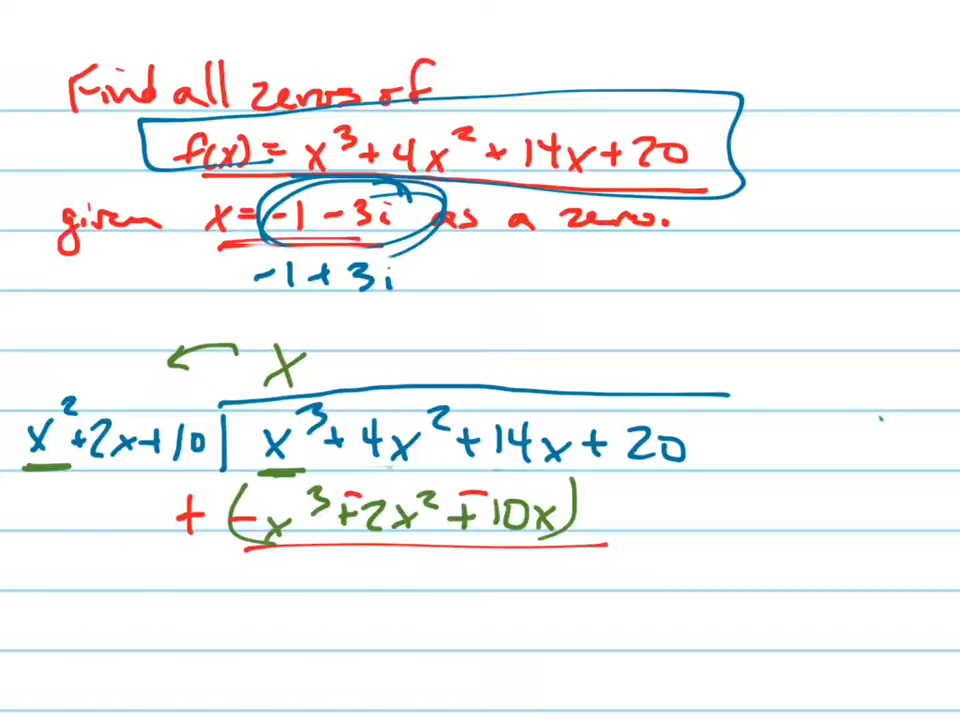 Find all zeros of
f(x) = x³ + 4x² + 14x + 20
given x = -1 - 3i as a zero.
-1 + 3i
x
x² + 2x + 10 | x³ + 4x² + 14x + 20
+ (-x³ ∓ 2x² ∓ 10x)